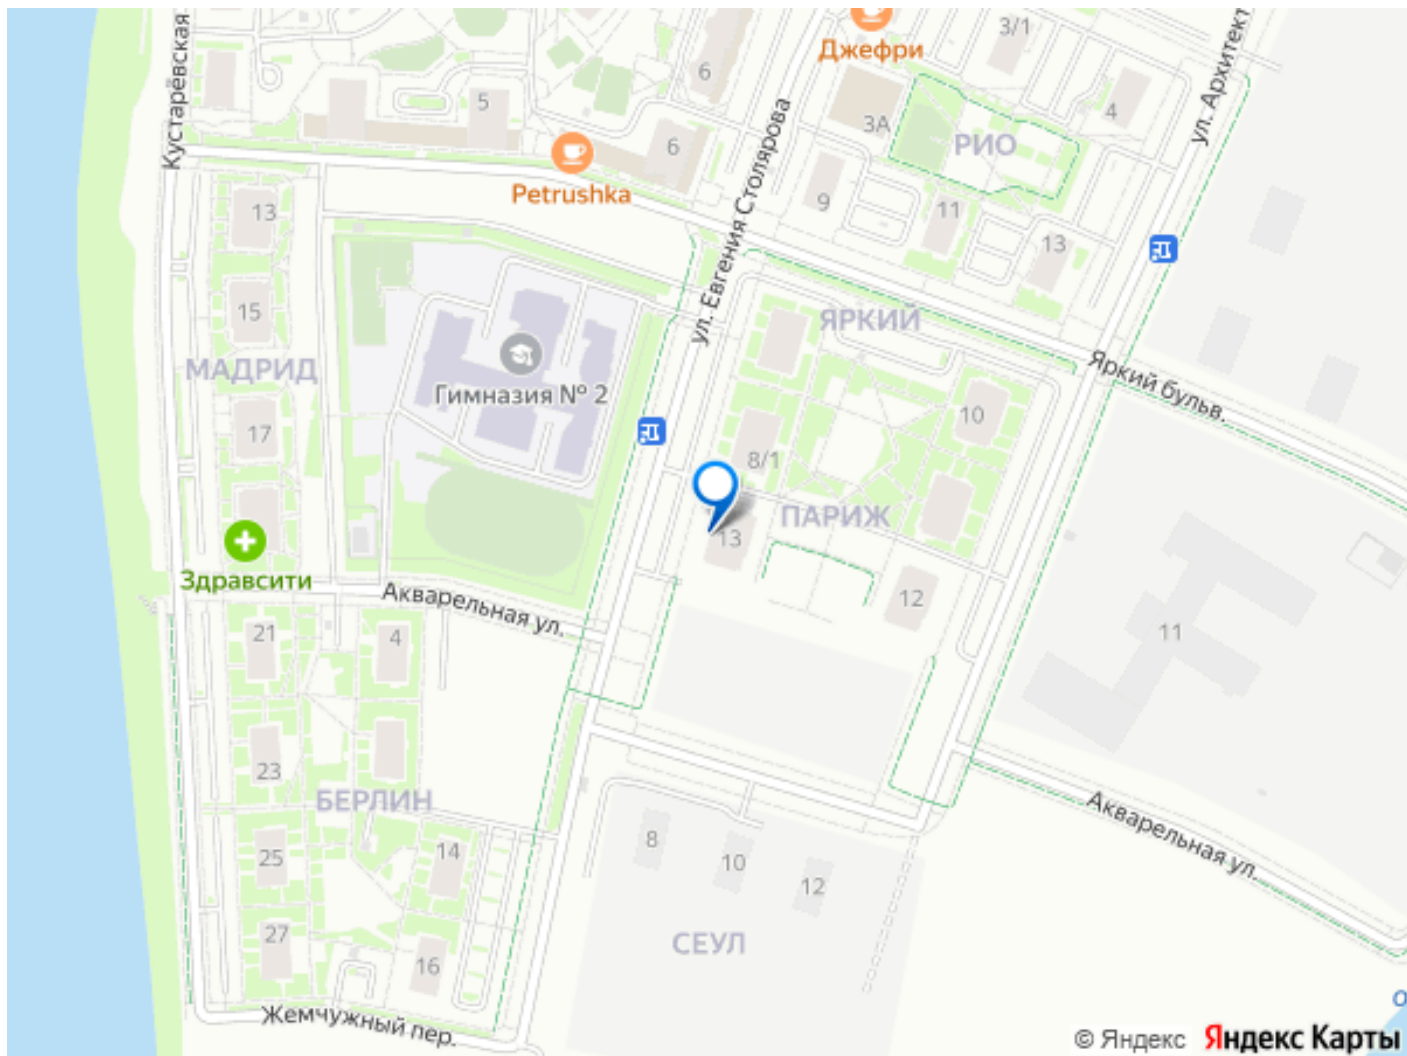 Кустарёвская
Джефри
3/1
ул. Архитект
6
5
4
3А
6
РИО
Petrushka
ул. Евгения Столярова
13
9
11
13
15
ЯРКИЙ
МАДРИД
Гимназия № 2
Яркий бульв.
17
10
8/1
ПАРИЖ
13
Здравсити
Акварельная ул.
12
21
4
11
23
БЕРЛИН
Акварельная ул.
25
14
8
10
12
27
СЕУЛ
16
Жемчужный пер.
О
© Яндекс Яндекс Карты